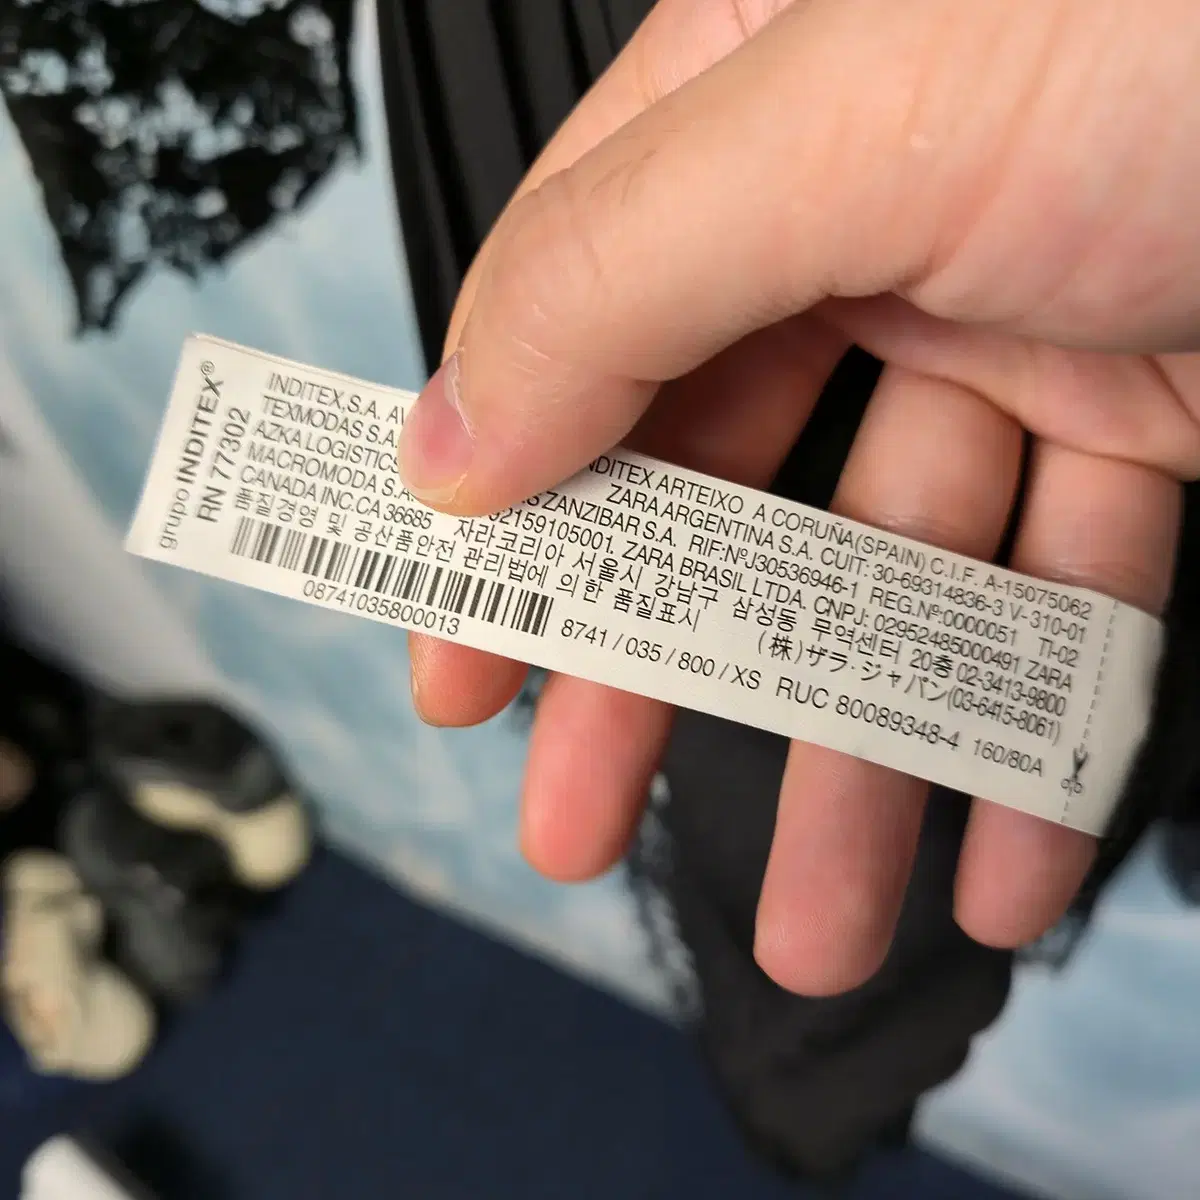 grupo INDITEX®
RN 77302
INDITEX,S.A. INDITEX ARTEIXO A CORUÑA(SPAIN) C.I.F. A-15075062
TEXMODAS S.A. ZARA ARGENTINA S.A. CUIT: 30-69314836-3 V-310-01
AZKA LOGISTICS ZANZIBAR S.A. RIF:NºJ30536946-1 REG.Nº:0000051 TI-02
MACROMODA S.A. 92159105001. ZARA BRASIL LTDA. CNPJ: 02952485000491 ZARA
CANADA INC.CA 36685 자라코리아 서울시 강남구 삼성동 무역센터 20층 02-3413-9800
품질경영 및 공산품안전 관리법에 의한 품질표시 (株)ザラ·ジャパン(03-6415-8061)
08741035800013
8741 / 035 / 800 / XS RUC 80089348-4 160/80A